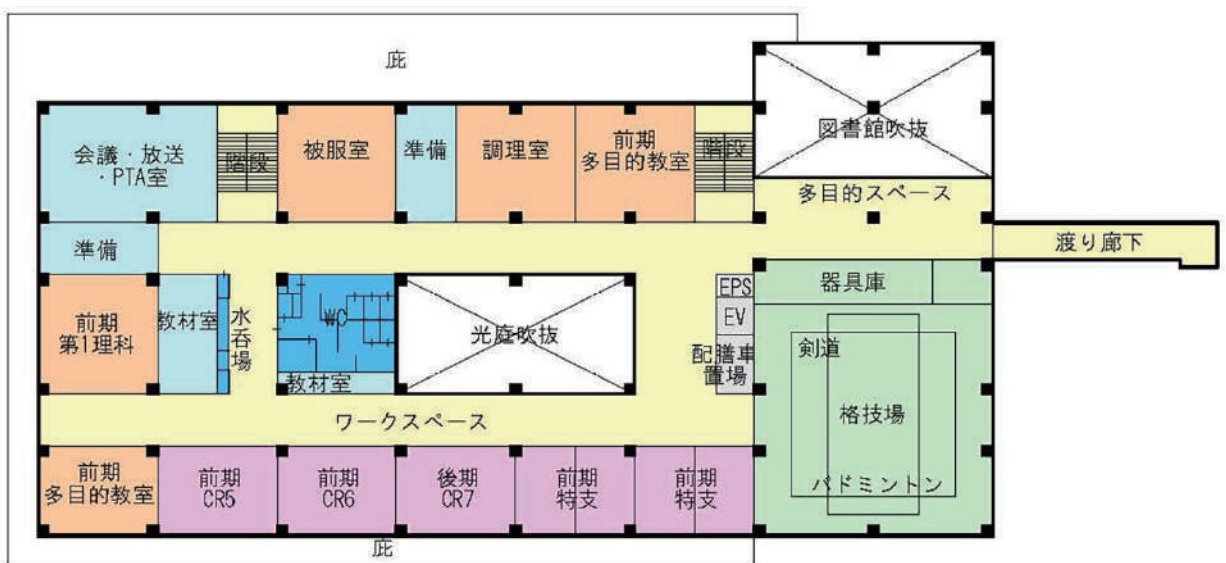 庇
図書館吹抜
会議・放送
・PTA室
階段
被服室
準備
調理室
前期
多目的教室
階段
多目的スペース
渡り廊下
準備
器具庫
前期
第1理科
教材室
水呑場
WC
教材室
光庭吹抜
EPS
EV
配膳車
置場
剣道
格技場
バドミントン
ワークスペース
前期
多目的教室
前期
CR5
前期
CR6
後期
CR7
前期
特支
前期
特支
庇